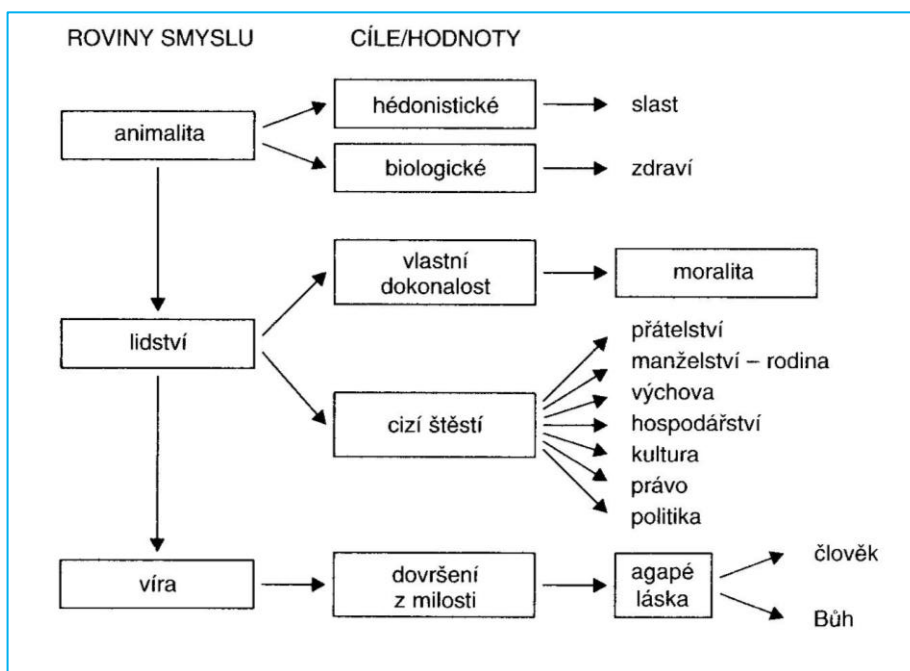 ROVINY SMYSLU
CÍLE/HODNOTY
hédonistické
slast
animalita
biologické
zdraví
vlastní
dokonalost
moralita
lidství
přátelství
manželství – rodina
výchova
cizí štěstí
hospodářství
kultura
právo
politika
víra
dovršení
z milosti
agapé
láska
člověk
Bůh